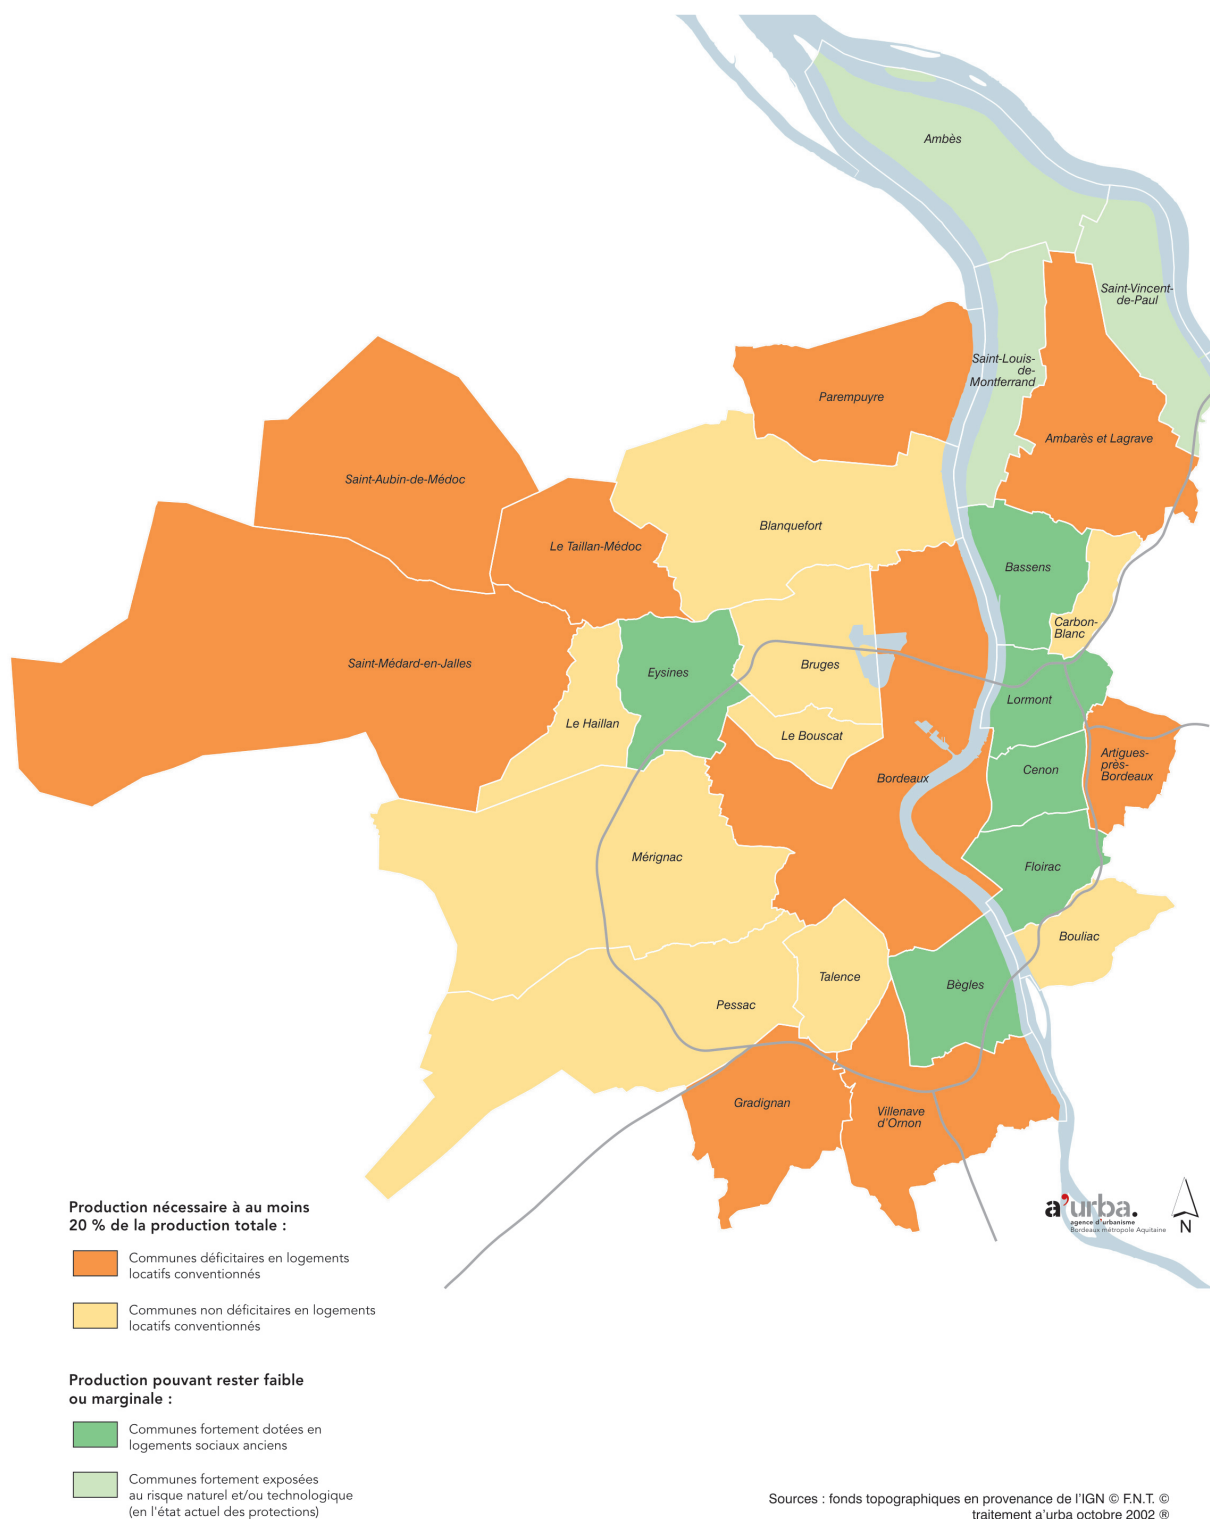 Ambès
Saint-Vincent-
de-Paul
Saint-Louis-
de-
Montferrand
Parempuyre
Ambarès et Lagrave
Saint-Aubin-de-Médoc
Blanquefort
Le Taillan-Médoc
Bassens
Carbon-
Blanc
Saint-Médard-en-Jalles
Eysines
Bruges
Lormont
Le Haillan
Le Bouscat
Artigues-
près-
Bordeaux
Cenon
Bordeaux
Mérignac
Floirac
Bouliac
Talence
Bègles
Pessac
Gradignan
Villenave
d'Ornon
a'urba.
agence d'urbanisme
Bordeaux métropole Aquitaine
N
Production nécessaire à au moins
20 % de la production totale :
Communes déficitaires en logements
locatifs conventionnés
Communes non déficitaires en logements
locatifs conventionnés
Production pouvant rester faible
ou marginale :
Communes fortement dotées en
logements sociaux anciens
Communes fortement exposées
au risque naturel et/ou technologique
(en l'état actuel des protections)
Sources : fonds topographiques en provenance de l'IGN © F.N.T. ©
traitement a'urba octobre 2002 ®